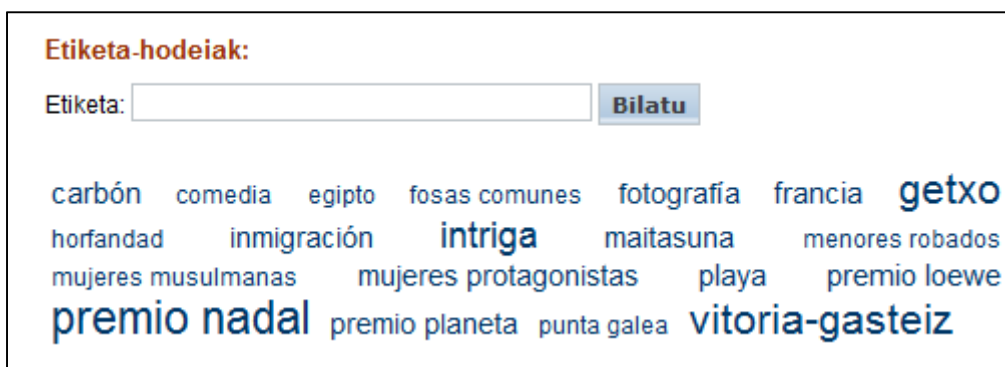 Etiketa-hodeiak:
Etiketa: Bilatu
carbón comedia egipto fosas comunes fotografía francia getxo
horfandad inmigración intriga maitasuna menores robados
mujeres musulmanas mujeres protagonistas playa premio loewe
premio nadal premio planeta punta galea vitoria-gasteiz